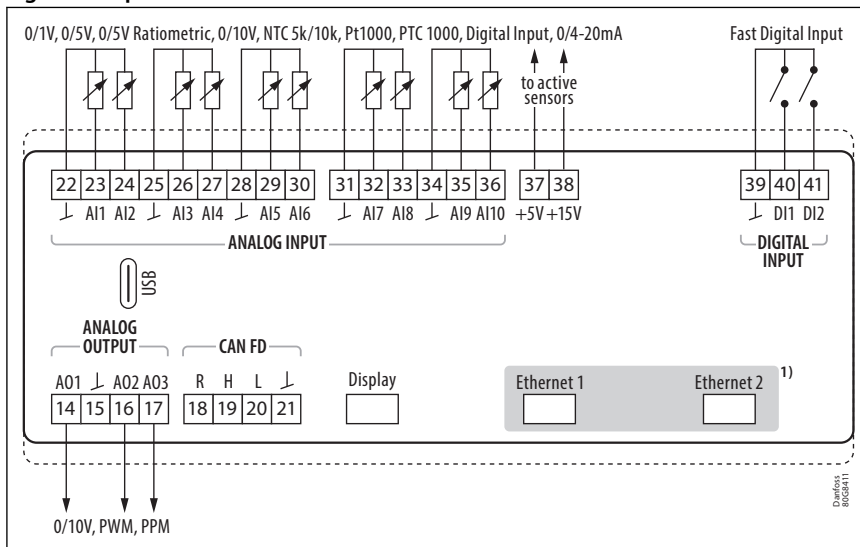 0/1V, 0/5V, 0/5V Ratiometric, 0/10V, NTC 5k/10k, Pt1000, PTC 1000, Digital Input, 0/4-20mA
Fast Digital Input
to active
sensors
22 23 24 25 26 27 28 29 30 31 32 33 34 35 36 37 38 39 40 41
AI1 AI2 AI3 AI4 AI5 AI6 AI7 AI8 AI9 AI10 +5V +15V DI1 DI2
ANALOG INPUT
DIGITAL
INPUT
USB
ANALOG
OUTPUT
CAN FD
AO1 AO2 AO3 R H L Display Ethernet 1 Ethernet 2 1)
14 15 16 17 18 19 20 21
0/10V, PWM, PPM
Danfoss
80G8411